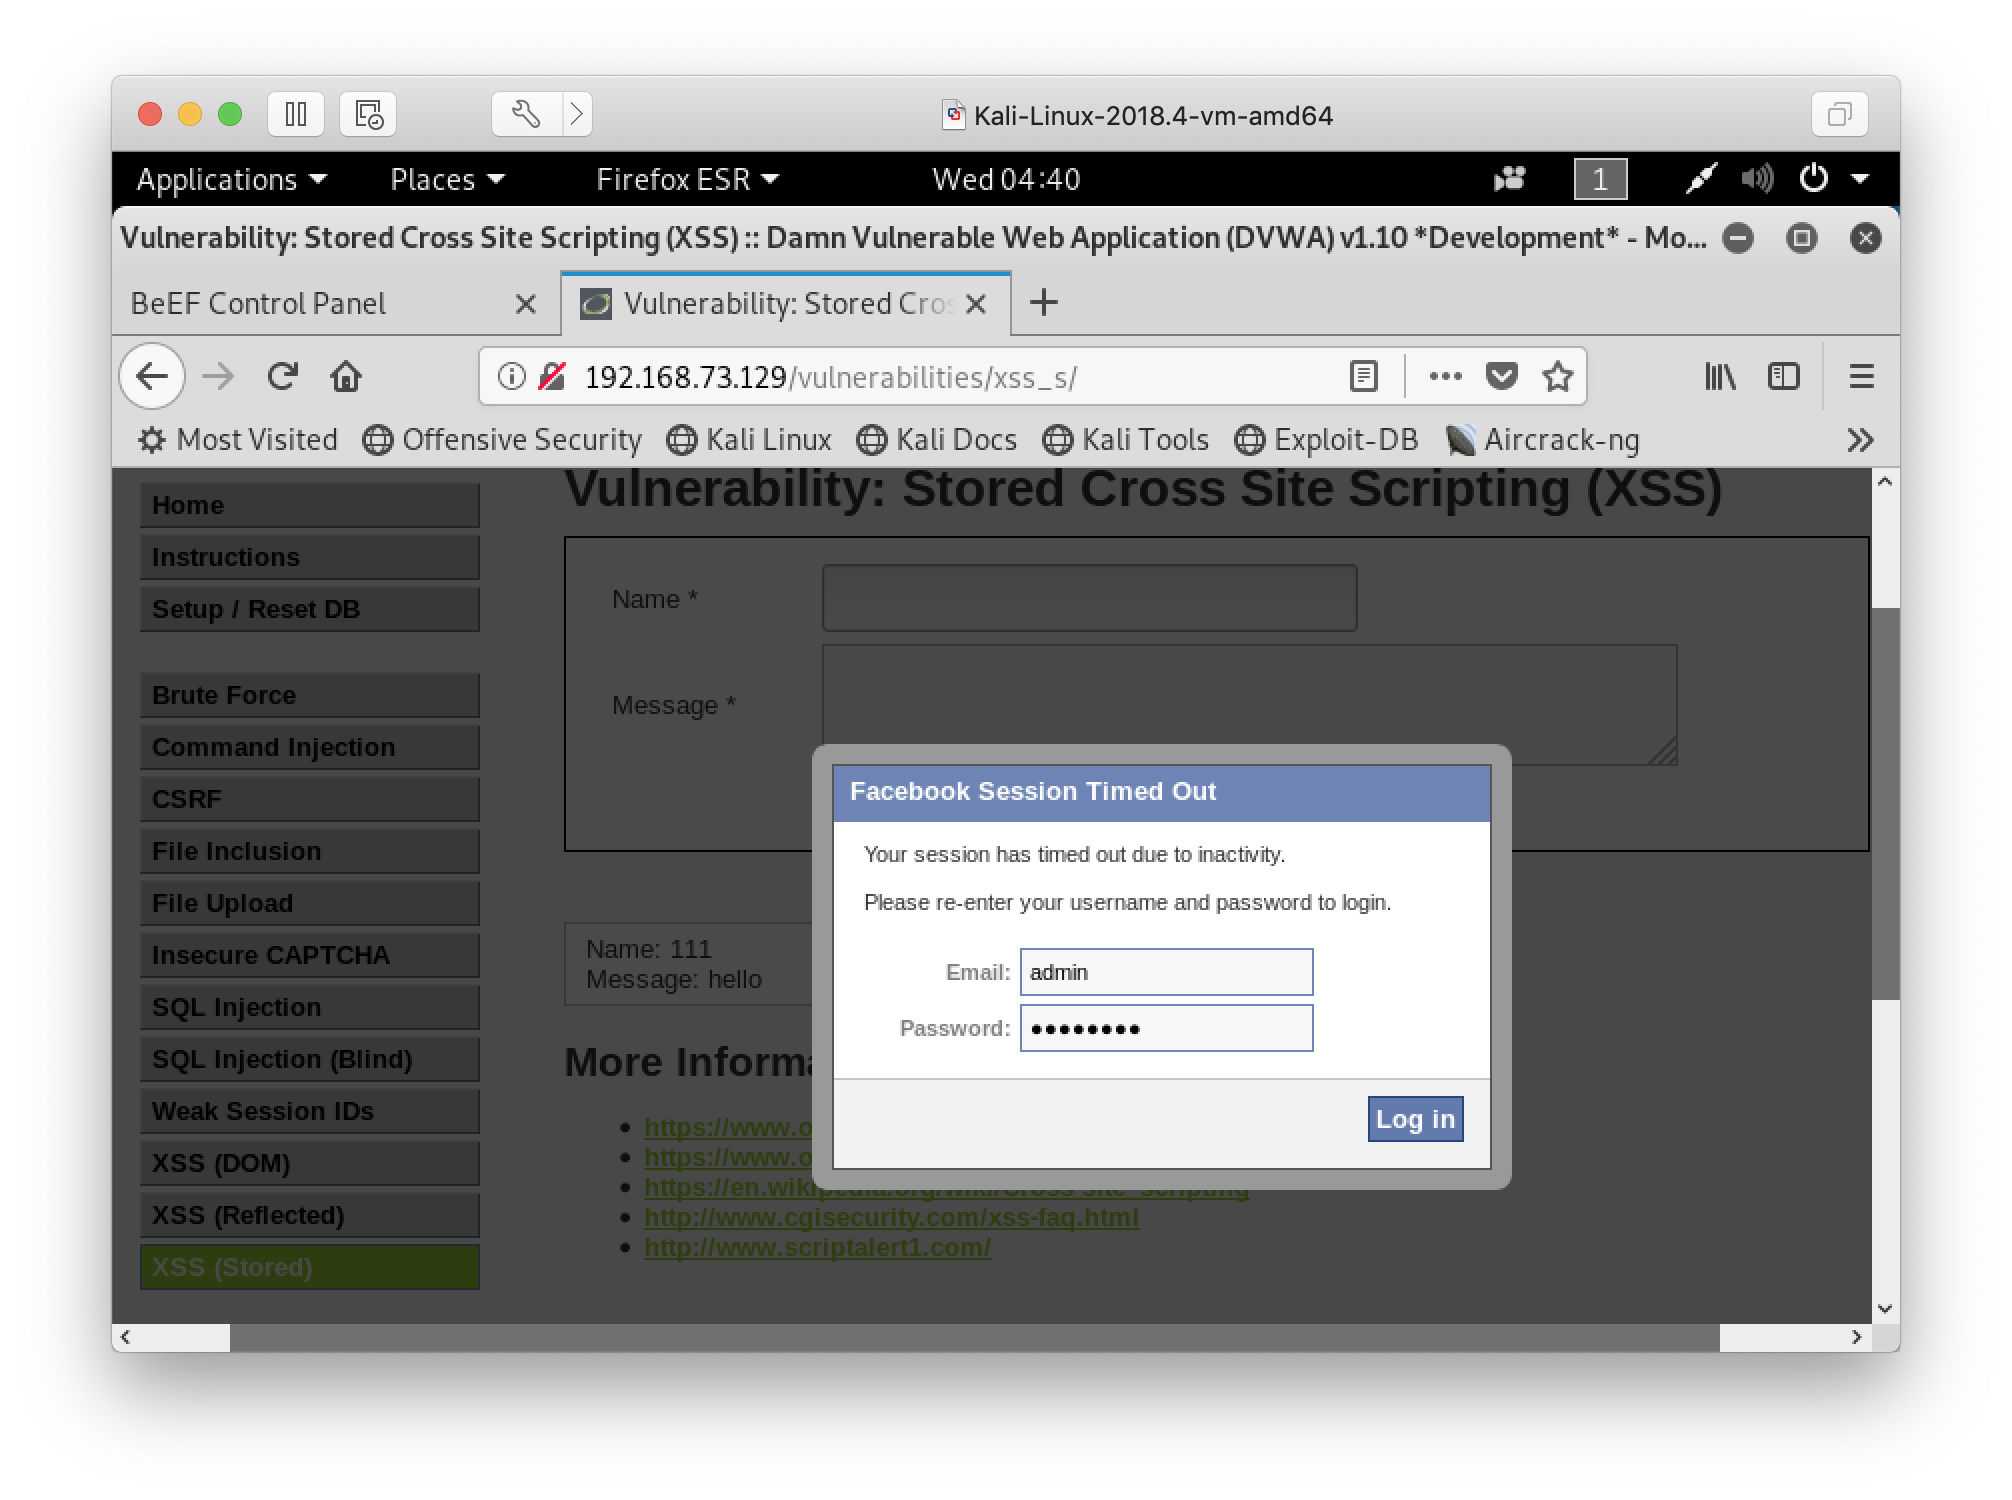 Kali-Linux-2018.4-vm-amd64
Applications Places Firefox ESR Wed 04:40 1
Vulnerability: Stored Cross Site Scripting (XSS) :: Damn Vulnerable Web Application (DVWA) v1.10 *Development* - Mo...
BeEF Control Panel Vulnerability: Stored Cros
192.168.73.129/vulnerabilities/xss_s/
Most Visited Offensive Security Kali Linux Kali Docs Kali Tools Exploit-DB Aircrack-ng
Home
Instructions
Setup / Reset DB
Brute Force
Command Injection
CSRF
File Inclusion
File Upload
Insecure CAPTCHA
SQL Injection
SQL Injection (Blind)
Weak Session IDs
XSS (DOM)
XSS (Reflected)
XSS (Stored)
Vulnerability: Stored Cross Site Scripting (XSS)
Name *
Message *
Name: 111
Message: hello
More Informa
https://www.o
https://www.o
https://en.wikipedia.org/wiki/Cross-site_scripting
http://www.cgisecurity.com/xss-faq.html
http://www.scriptalert1.com/
Facebook Session Timed Out
Your session has timed out due to inactivity.
Please re-enter your username and password to login.
Email: admin
Password: ••••••••
Log in